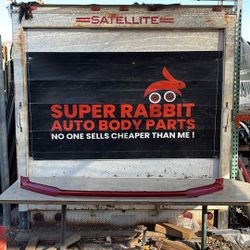 SATELLITE
SUPER RABBIT
AUTO BODY PARTS
NO ONE SELLS CHEAPER THAN ME !